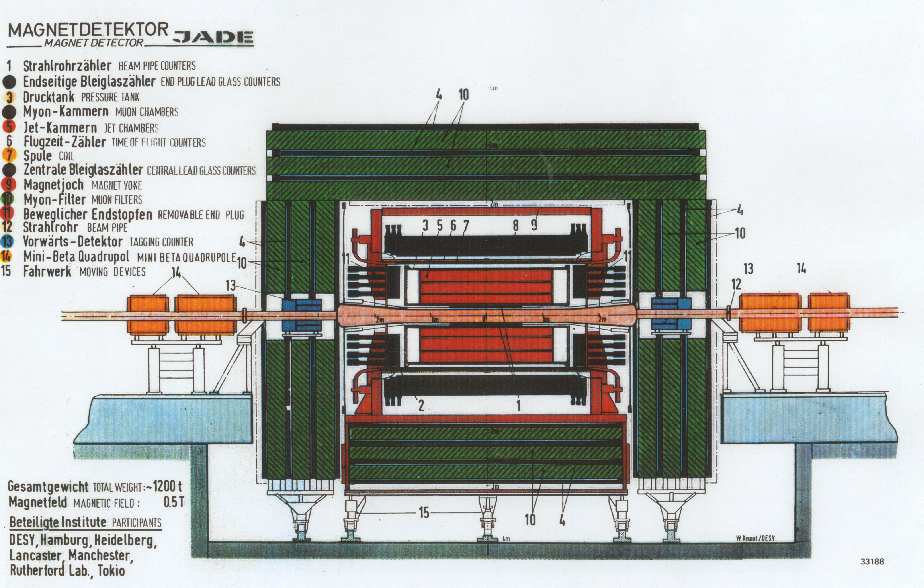 MAGNETDETEKTOR JADE
MAGNET DETECTOR
1 Strahlrohrzähler BEAM PIPE COUNTERS
Endseitige Bleiglaszähler END PLUG LEAD GLASS COUNTERS
3 Drucktank PRESSURE TANK
Myon-Kammern MUON CHAMBERS
5 Jet-Kammern JET CHAMBERS
6 Flugzeit-Zähler TIME OF FLIGHT COUNTERS
7 Spule COIL
Zentrale Bleiglaszähler CENTRAL LEAD GLASS COUNTERS
9 Magnetjoch MAGNET YOKE
10 Myon-Filter MUON FILTERS
11 Beweglicher Endstopfen REMOVABLE END PLUG
12 Strahlrohr BEAM PIPE
13 Vorwärts-Detektor TAGGING COUNTER
14 Mini-Beta Quadrupol MINI BETA QUADRUPOLE
15 Fahrwerk MOVING DEVICES
4 10
4
10
3 5 6 7 8 9
4
10
11 11
14
13
13 14
12
2 1
15
10 4
Gesamtgewicht TOTAL WEIGHT: ~1200 t
Magnetfeld MAGNETIC FIELD : 0.5 T
Beteiligte Institute PARTICIPANTS
DESY, Hamburg, Heidelberg,
Lancaster, Manchester,
Rutherford Lab., Tokio
33188